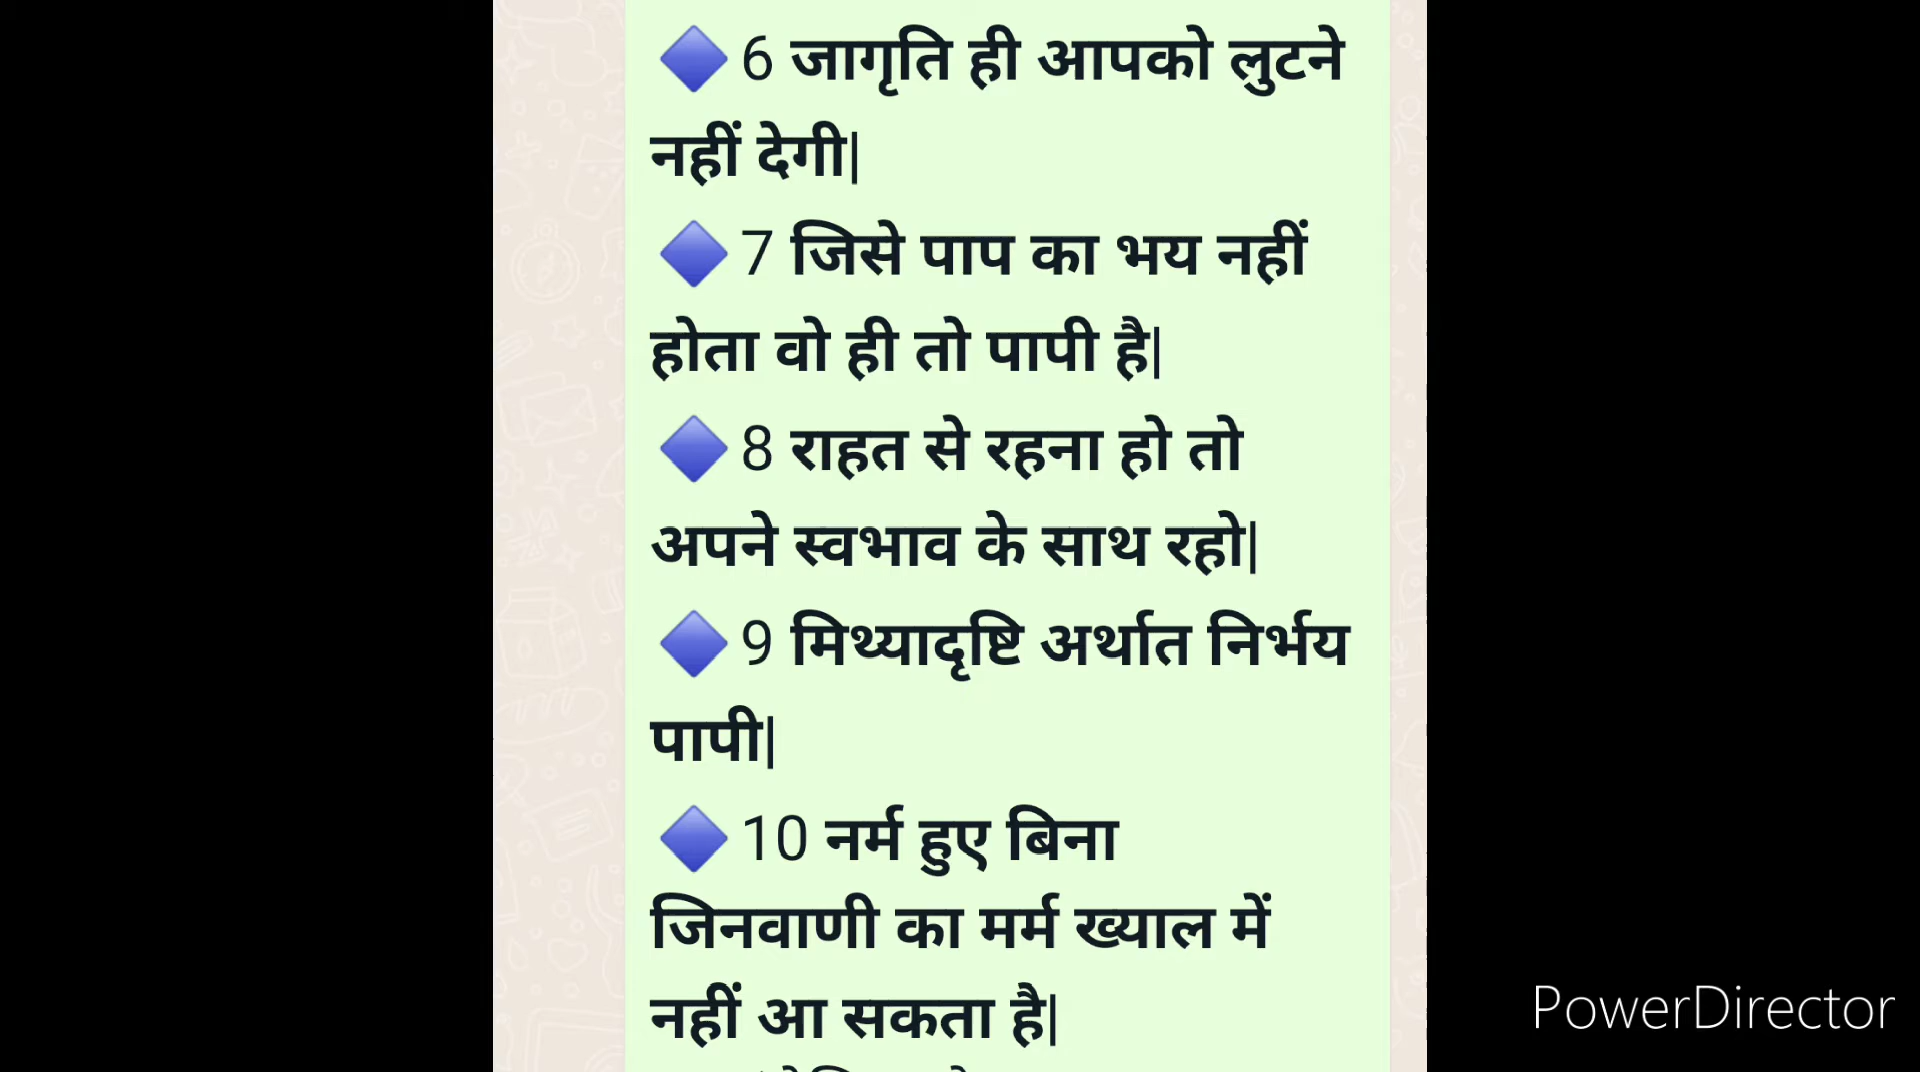 🔷 6 जागृति ही आपको लुटने
नहीं देगी|
🔷 7 जिसे पाप का भय नहीं
होता वो ही तो पापी है|
🔷 8 राहत से रहना हो तो
अपने स्वभाव के साथ रहो|
🔷 9 मिथ्यादृष्टि अर्थात निर्भय
पापी|
🔷 10 नर्म हुए बिना
जिनवाणी का मर्म ख्याल में
नहीं आ सकता है|
PowerDirector